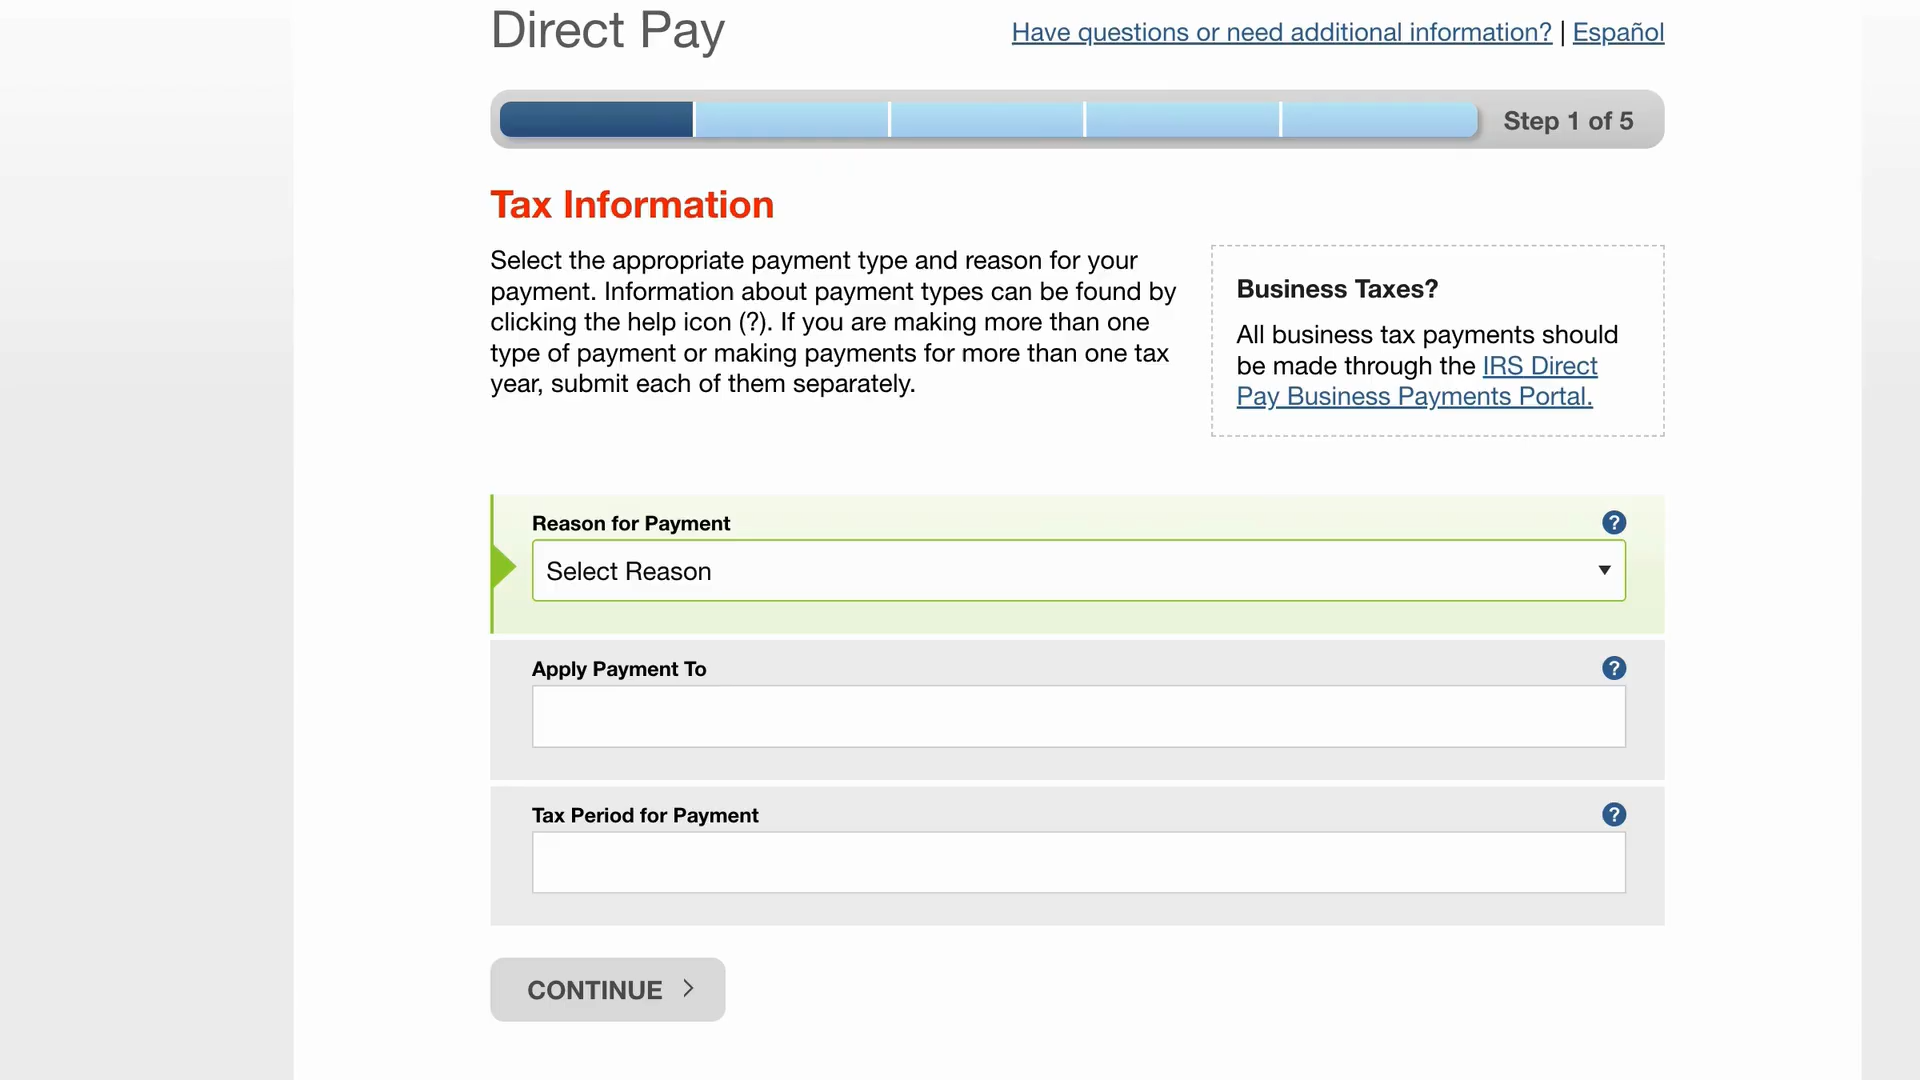 Direct Pay
Have questions or need additional information? | Español
Step 1 of 5
Tax Information
Select the appropriate payment type and reason for your
payment. Information about payment types can be found by
clicking the help icon (?). If you are making more than one
type of payment or making payments for more than one tax
year, submit each of them separately.
Business Taxes?
All business tax payments should
be made through the IRS Direct
Pay Business Payments Portal.
Reason for Payment ?
Select Reason
Apply Payment To ?
Tax Period for Payment ?
CONTINUE